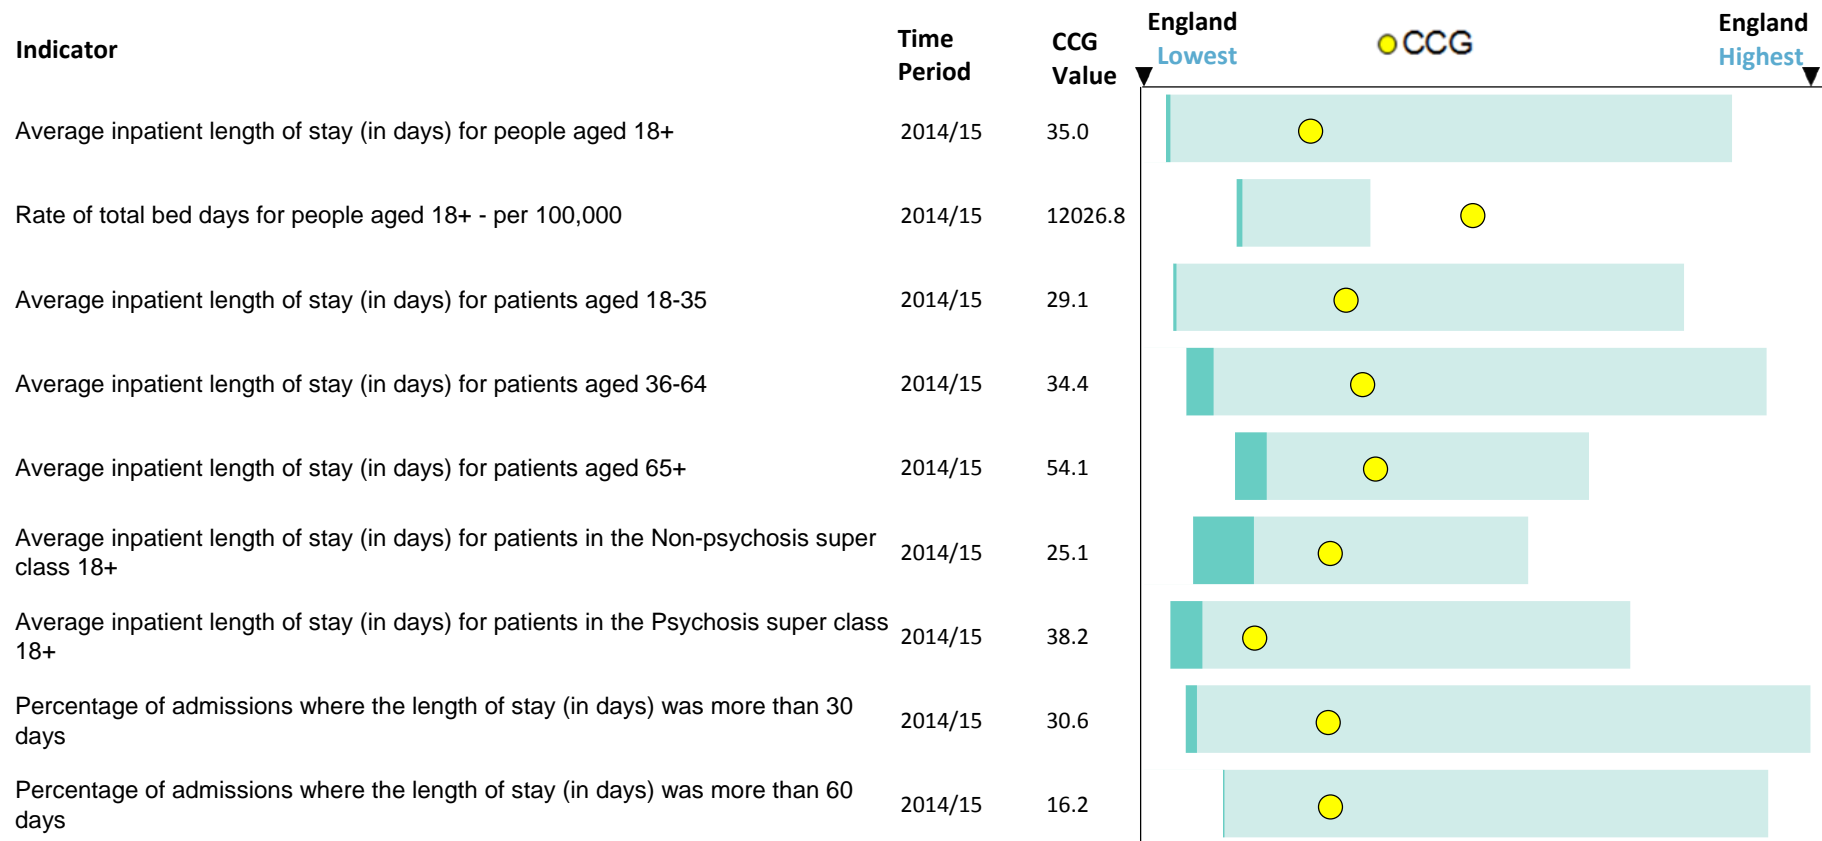 Indicator
Time
Period
CCG
Value
England
Lowest
CCG
England
Highest
Average inpatient length of stay (in days) for people aged 18+ 2014/15 35.0
Rate of total bed days for people aged 18+ - per 100,000 2014/15 12026.8
Average inpatient length of stay (in days) for patients aged 18-35 2014/15 29.1
Average inpatient length of stay (in days) for patients aged 36-64 2014/15 34.4
Average inpatient length of stay (in days) for patients aged 65+ 2014/15 54.1
Average inpatient length of stay (in days) for patients in the Non-psychosis super
class 18+
2014/15 25.1
Average inpatient length of stay (in days) for patients in the Psychosis super class
18+
2014/15 38.2
Percentage of admissions where the length of stay (in days) was more than 30
days
2014/15 30.6
Percentage of admissions where the length of stay (in days) was more than 60
days
2014/15 16.2